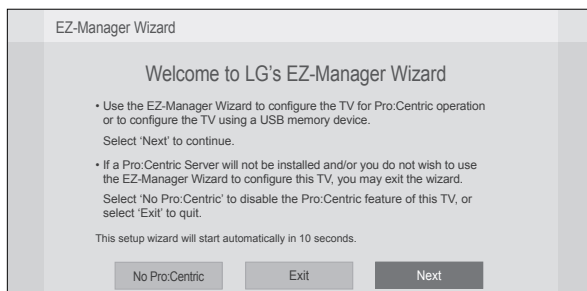 EZ-Manager Wizard
Welcome to LG's EZ-Manager Wizard
• Use the EZ-Manager Wizard to configure the TV for Pro:Centric operation
or to configure the TV using a USB memory device.
Select ‘Next’ to continue.
• If a Pro:Centric Server will not be installed and/or you do not wish to use
the EZ-Manager Wizard to configure this TV, you may exit the wizard.
Select ‘No Pro:Centric’ to disable the Pro:Centric feature of this TV, or
select ‘Exit’ to quit.
This setup wizard will start automatically in 10 seconds.
No Pro:Centric Exit Next